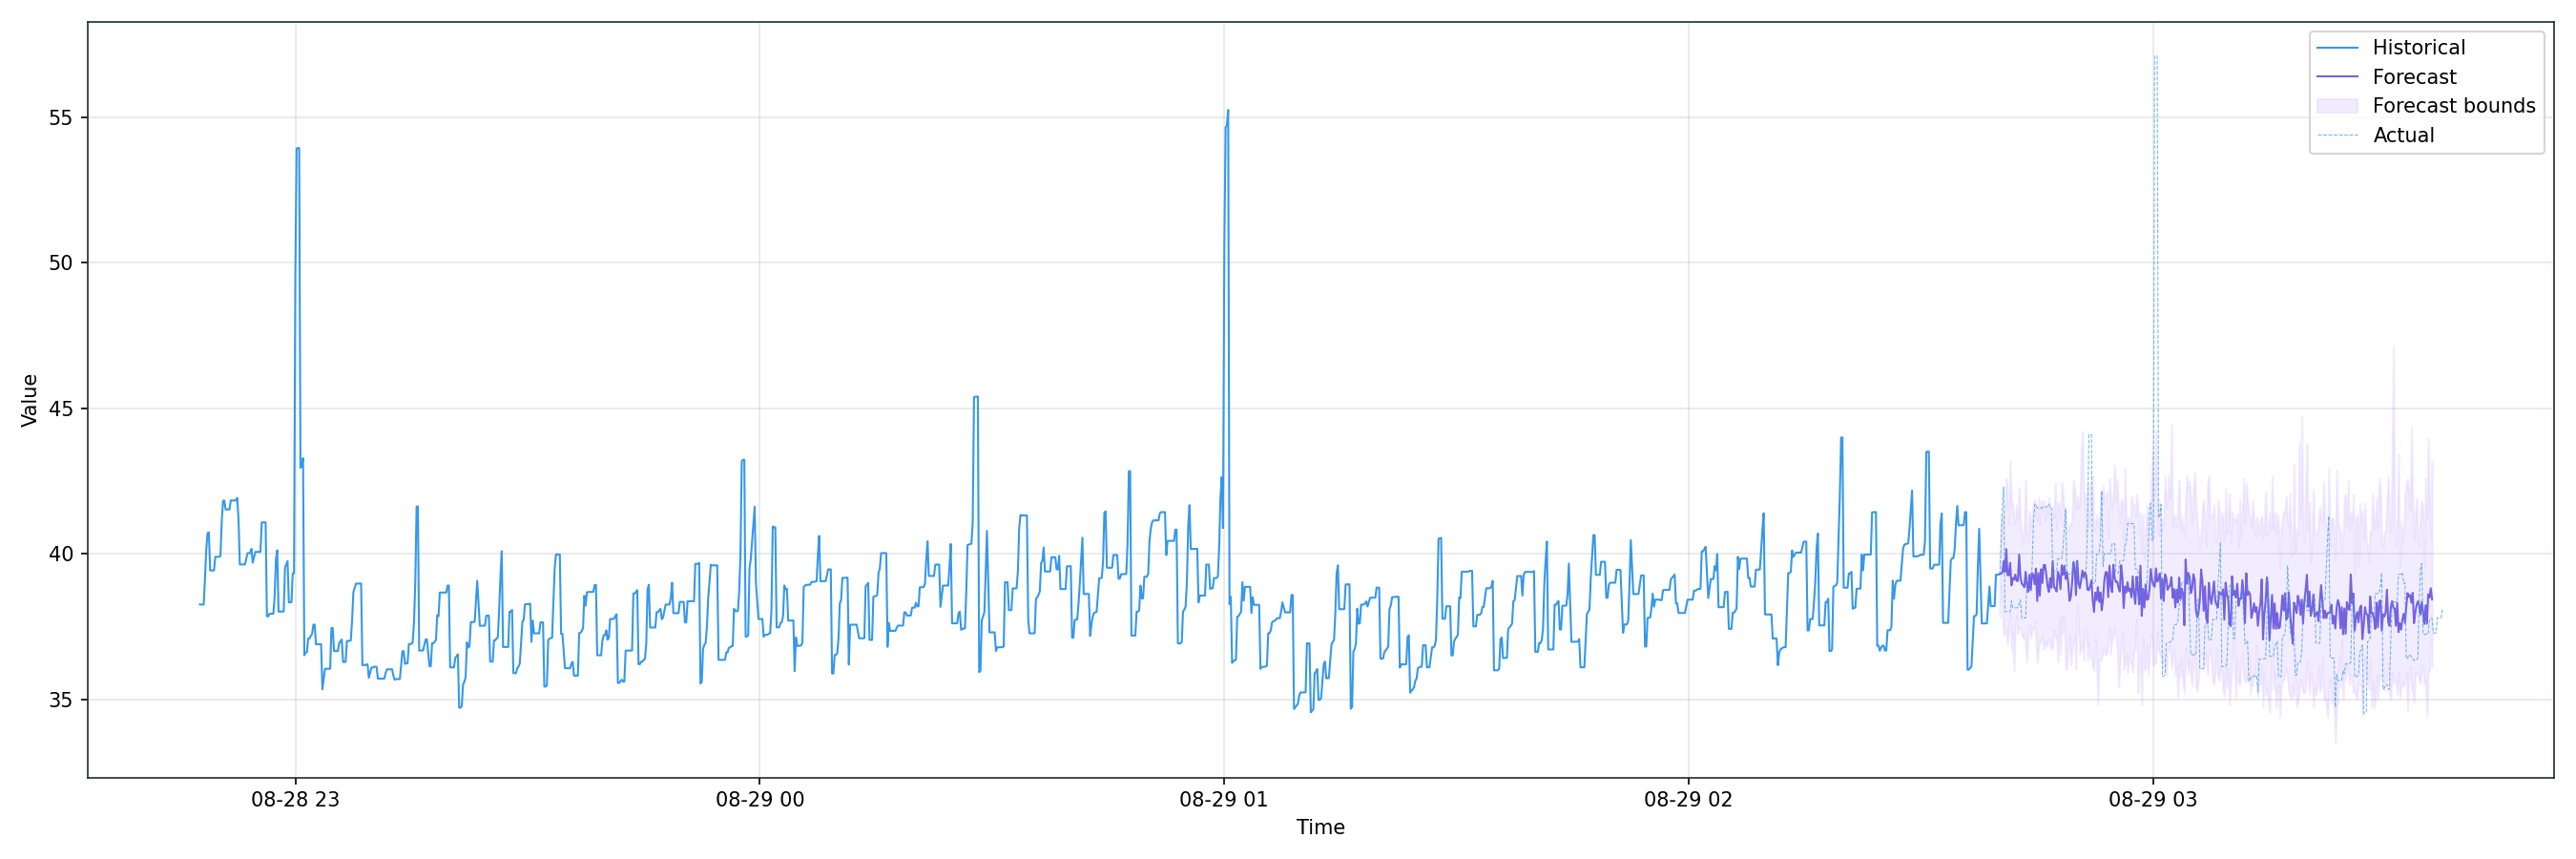 Historical
Forecast
Forecast bounds
Actual
55
50
45
40
35
Value
08-28 23
08-29 00
08-29 01
08-29 02
08-29 03
Time